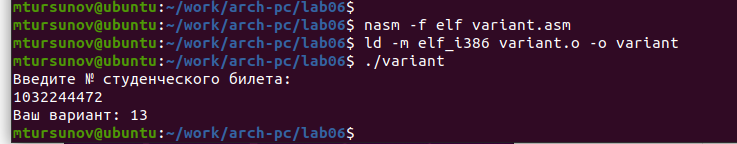 mtursunov@ubuntu:~/work/arch-pc/lab06$
mtursunov@ubuntu:~/work/arch-pc/lab06$ nasm -f elf variant.asm
mtursunov@ubuntu:~/work/arch-pc/lab06$ ld -m elf_i386 variant.o -o variant
mtursunov@ubuntu:~/work/arch-pc/lab06$ ./variant
Введите № студенческого билета:
1032244472
Ваш вариант: 13
mtursunov@ubuntu:~/work/arch-pc/lab06$